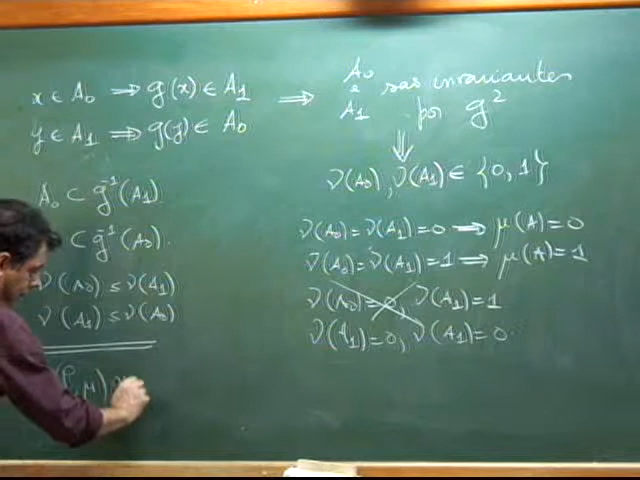 x ∈ A₀ ⟹ g(x) ∈ A₁
y ∈ A₁ ⟹ g(y) ∈ A₀
⟹
A₀ e A₁ são invariantes por g²
⇓
ν(A₀), ν(A₁) ∈ {0, 1}
A₀ ⊂ g⁻¹(A₁)
⊂ g⁻¹(A₀).
ν(A₀) ≤ ν(A₁)
ν(A₁) ≤ ν(A₀)
ν(A₀) = ν(A₁) = 0 ⟹ μ(A) = 0
ν(A₀) = ν(A₁) = 1 ⟹ μ(A) = 1
ν(A₀) = 0, ν(A₁) = 1
ν(A₁) = 0, ν(A₁) = 0
, μ)